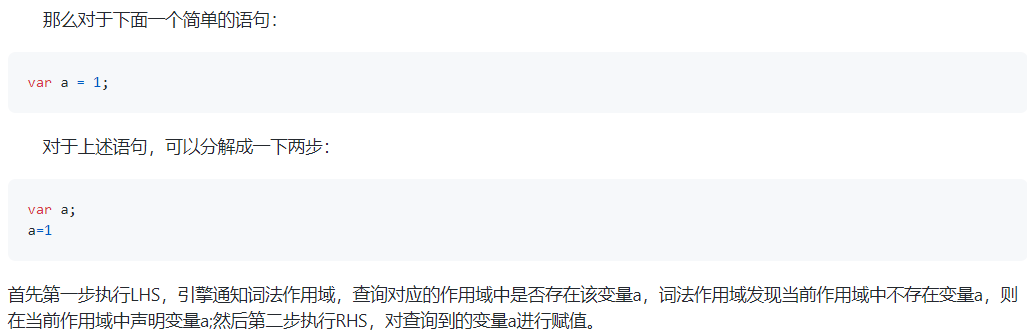 那么对于下面一个简单的语句：
var a = 1;
对于上述语句，可以分解成一下两步：
var a;
a=1
首先第一步执行LHS，引擎通知词法作用域，查询对应的作用域中是否存在该变量a，词法作用域发现当前作用域中不存在变量a，则
在当前作用域中声明变量a;然后第二步执行RHS，对查询到的变量a进行赋值。